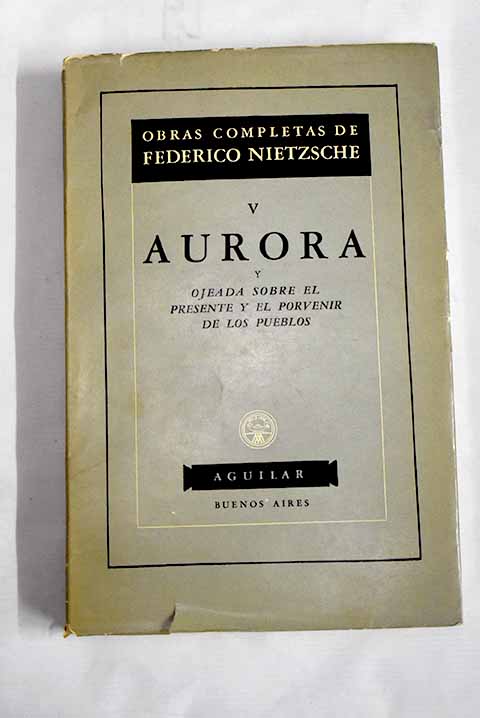 OBRAS COMPLETAS DE
FEDERICO NIETZSCHE
V
AURORA
Y
OJEADA SOBRE EL
PRESENTE Y EL PORVENIR
DE LOS PUEBLOS
AGUILAR
BUENOS AIRES